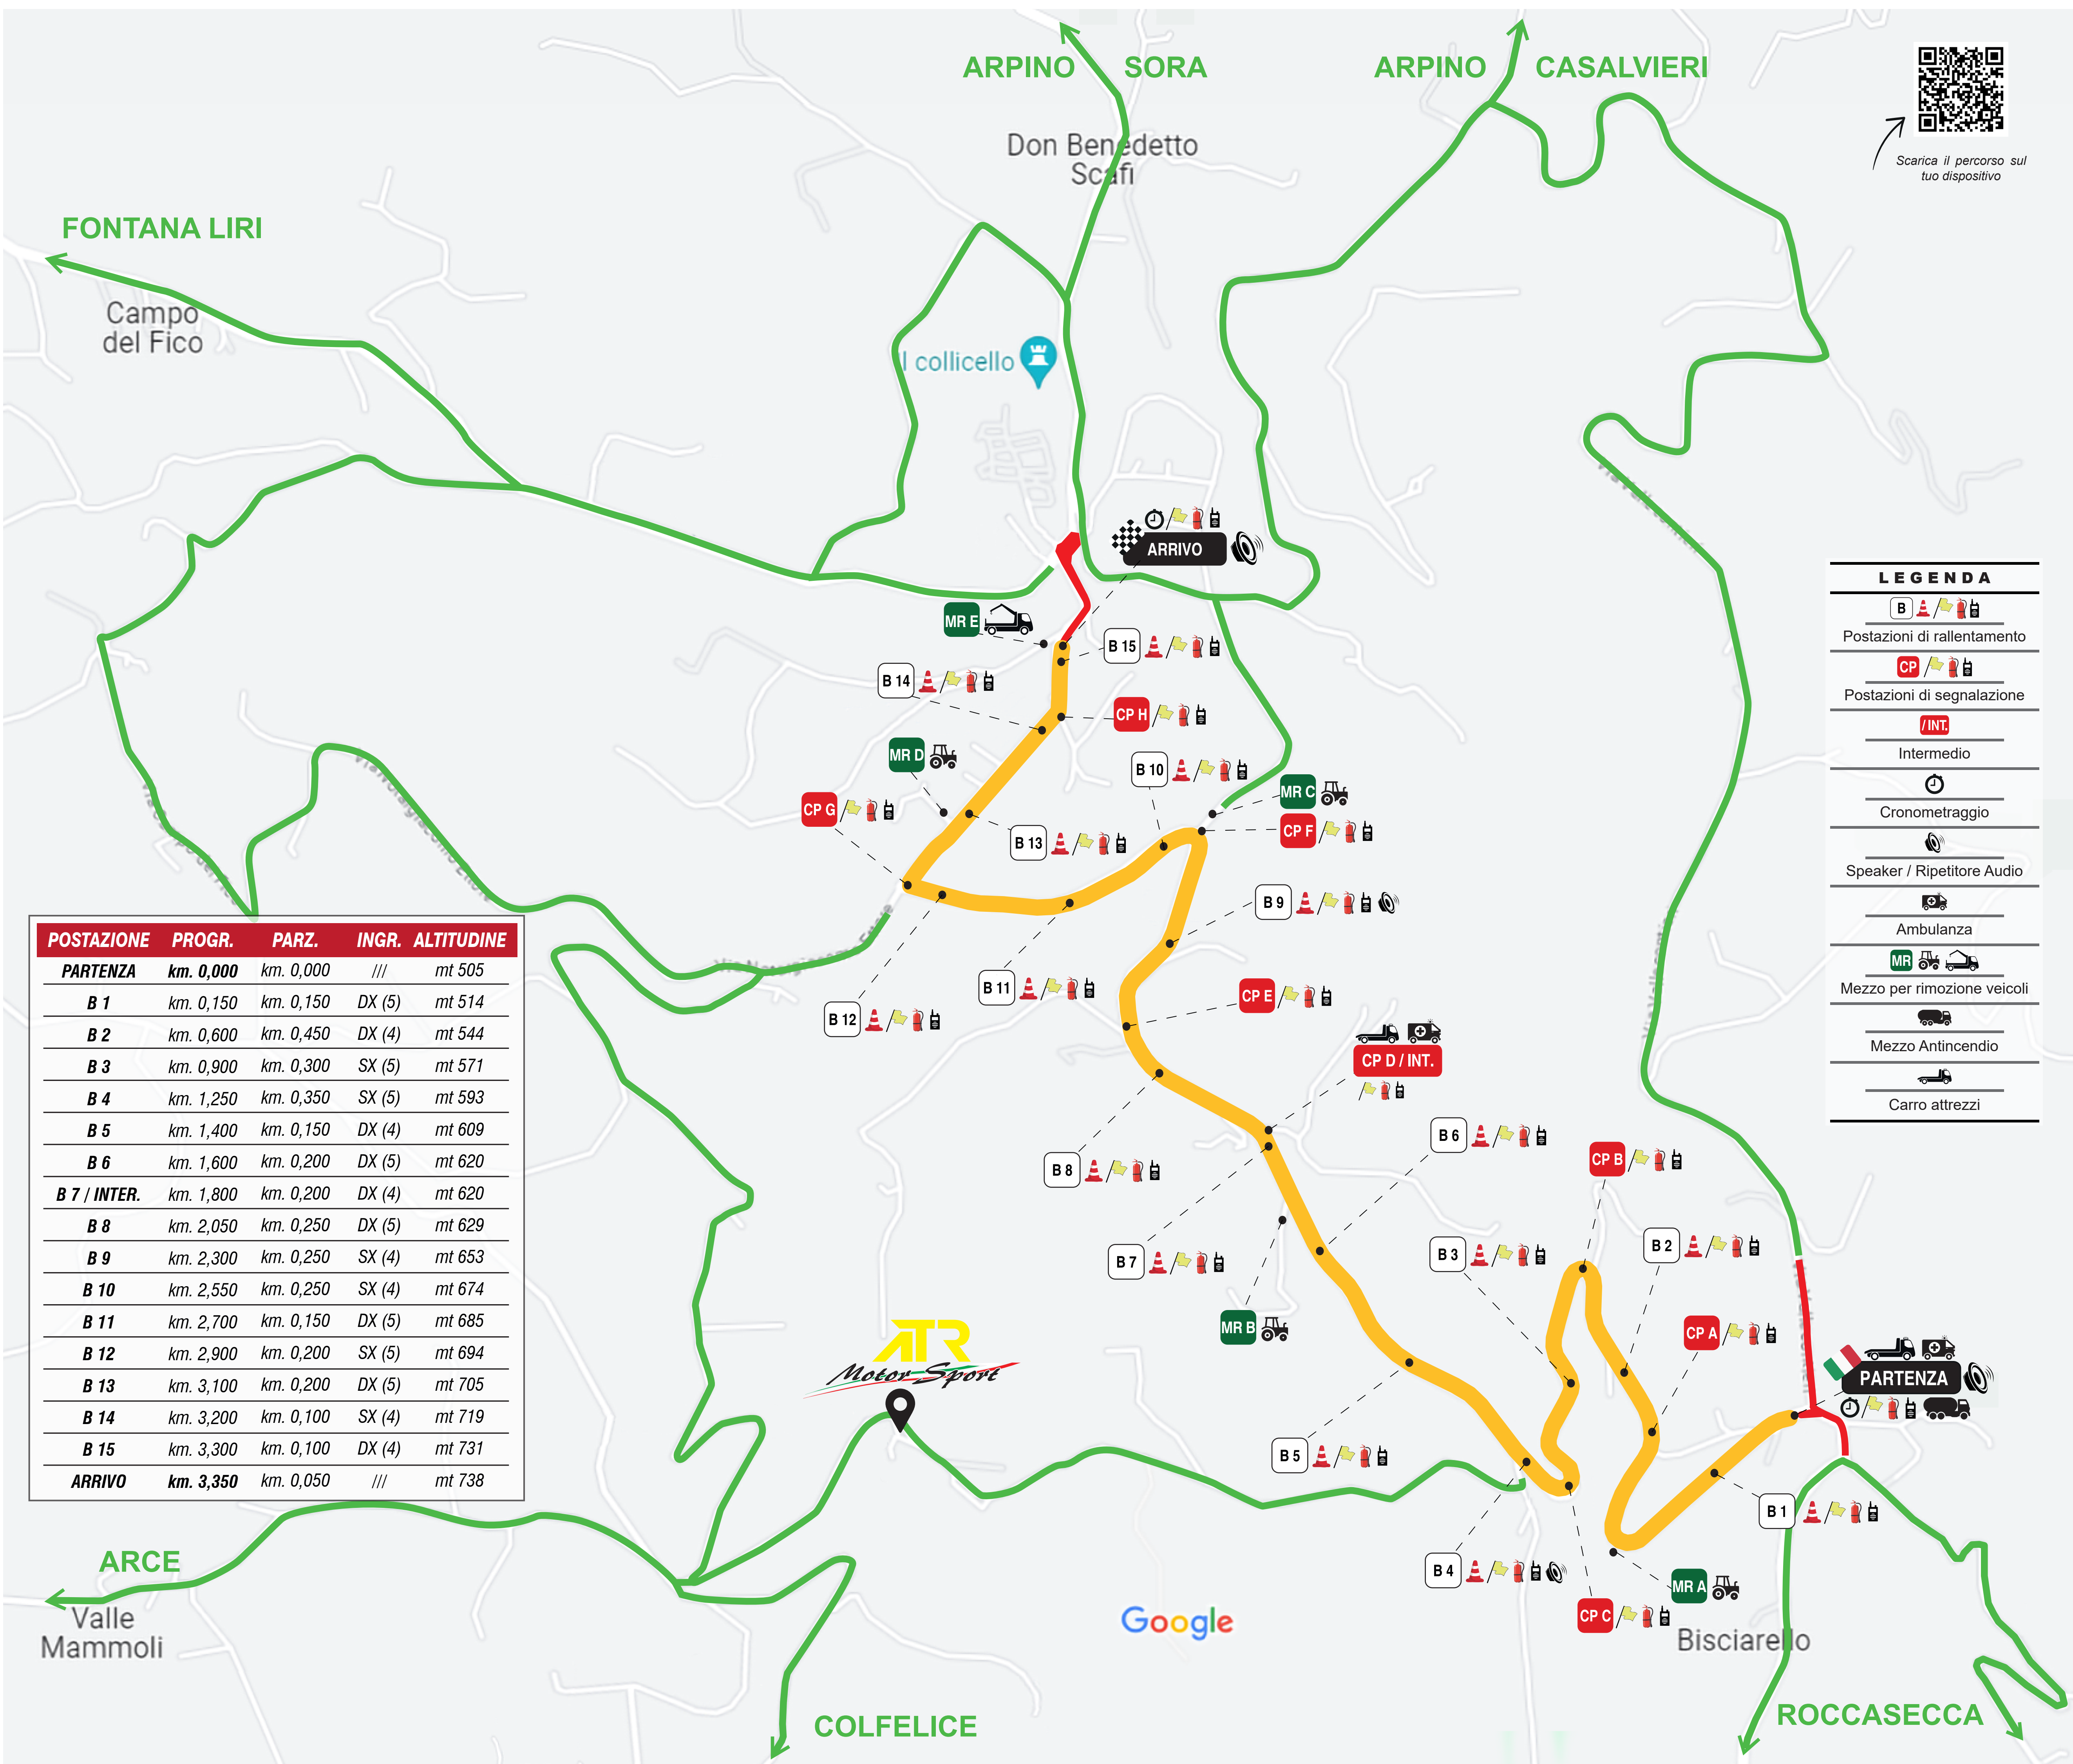 ARPINO
SORA
ARPINO
CASALVIERI
Scarica il percorso sul
tuo dispositivo
Don Benedetto
Scafi
FONTANA LIRI
Campo
del Fico
Il collicello
ARRIVO
MR E
B 15
B 14
CP H
MR D
B 10
MR C
CP G
CP F
B 13
B 9
B 11
CP E
B 12
CP D / INT.
B 6
B 8
CP B
B 7
B 3
B 2
MR B
CP A
PARTENZA
ATR
Motor Sport
B 5
B 1
B 4
MR A
CP C
Bisciarello
Google
ROCCASECCA
COLFELICE
ARCE
Valle
Mammoli
LEGENDA
B
Postazioni di rallentamento
CP
Postazioni di segnalazione
/ INT.
Intermedio
Cronometraggio
Speaker / Ripetitore Audio
Ambulanza
MR
Mezzo per rimozione veicoli
Mezzo Antincendio
Carro attrezzi
POSTAZIONE PROGR. PARZ. INGR. ALTITUDINE
PARTENZA km. 0,000 km. 0,000 /// mt 505
B 1 km. 0,150 km. 0,150 DX (5) mt 514
B 2 km. 0,600 km. 0,450 DX (4) mt 544
B 3 km. 0,900 km. 0,300 SX (5) mt 571
B 4 km. 1,250 km. 0,350 SX (5) mt 593
B 5 km. 1,400 km. 0,150 DX (4) mt 609
B 6 km. 1,600 km. 0,200 DX (5) mt 620
B 7 / INTER. km. 1,800 km. 0,200 DX (4) mt 620
B 8 km. 2,050 km. 0,250 DX (5) mt 629
B 9 km. 2,300 km. 0,250 SX (4) mt 653
B 10 km. 2,550 km. 0,250 SX (4) mt 674
B 11 km. 2,700 km. 0,150 DX (5) mt 685
B 12 km. 2,900 km. 0,200 SX (5) mt 694
B 13 km. 3,100 km. 0,200 DX (5) mt 705
B 14 km. 3,200 km. 0,100 SX (4) mt 719
B 15 km. 3,300 km. 0,100 DX (4) mt 731
ARRIVO km. 3,350 km. 0,050 /// mt 738